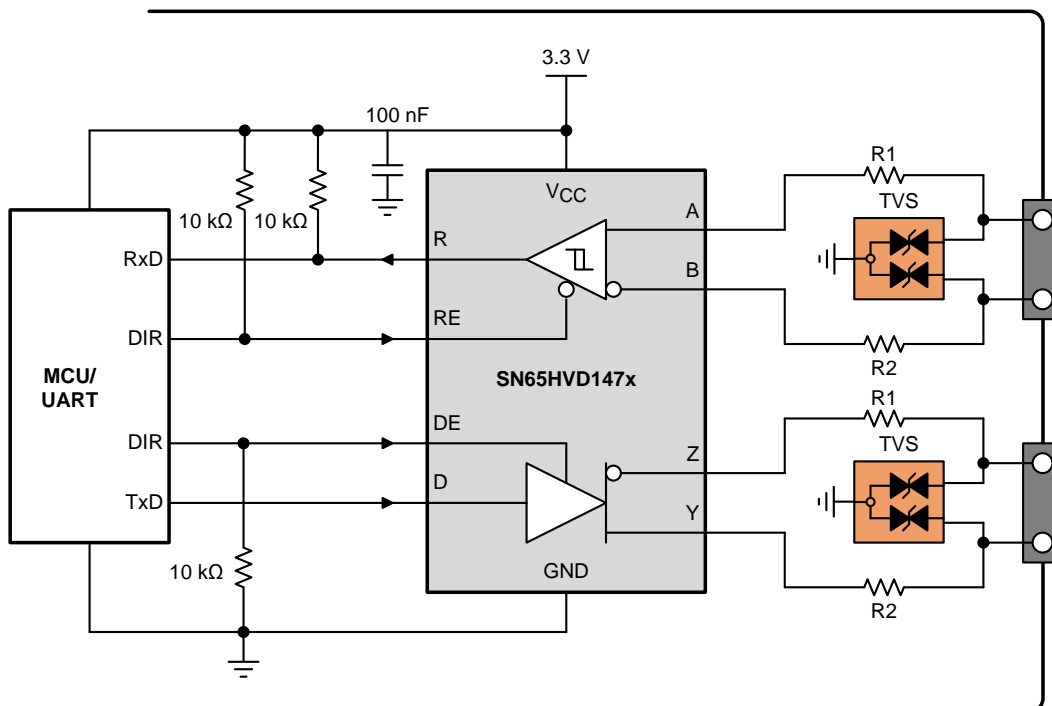 3.3 V
100 nF
R1
TVS
VCC
A
10 kΩ
10 kΩ
R
RxD
B
RE
DIR
R2
MCU/
UART
SN65HVD147x
R1
DE
TVS
DIR
Z
D
TxD
Y
10 kΩ
GND
R2